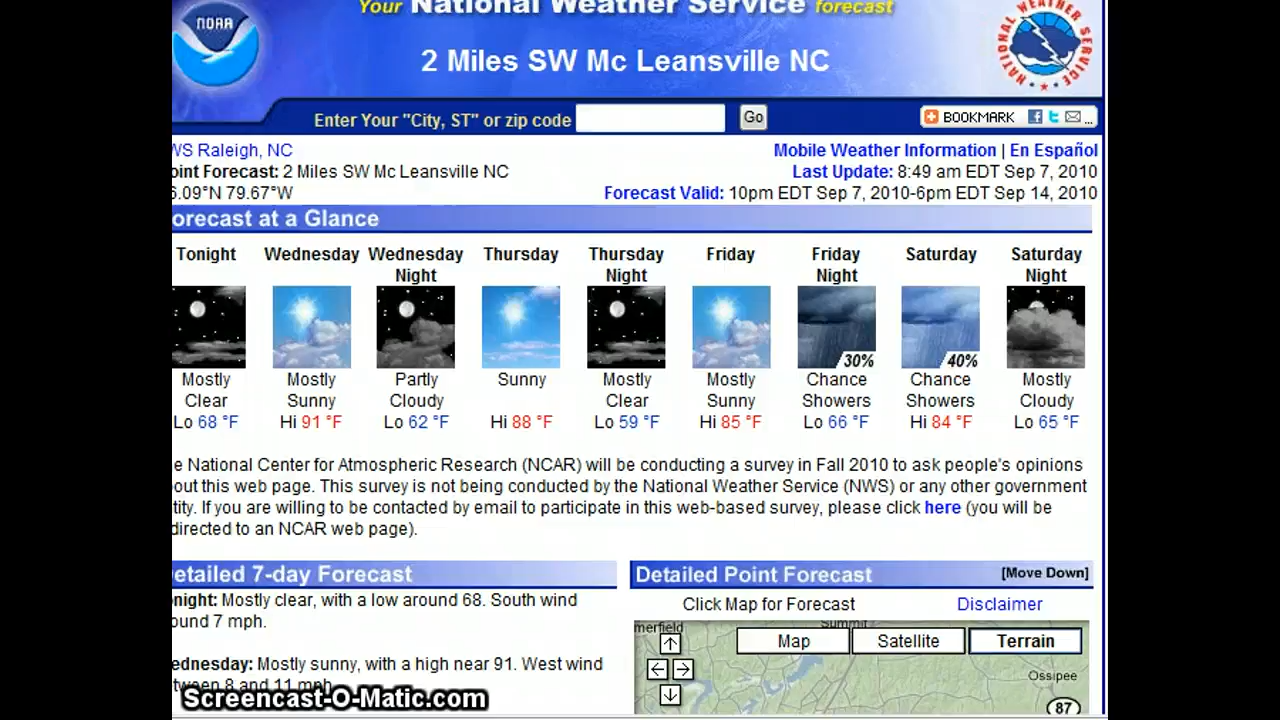 Your National Weather Service forecast
NOAA
NATIONAL WEATHER SERVICE
2 Miles SW Mc Leansville NC
Enter Your "City, ST" or zip code
Go
BOOKMARK
...
WS Raleigh, NC
Mobile Weather Information | En Español
oint Forecast: 2 Miles SW Mc Leansville NC
Last Update: 8:49 am EDT Sep 7, 2010
6.09°N 79.67°W
Forecast Valid: 10pm EDT Sep 7, 2010-6pm EDT Sep 14, 2010
orecast at a Glance
Tonight
Mostly
Clear
Lo 68 °F
Wednesday
Mostly
Sunny
Hi 91 °F
Wednesday
Night
Partly
Cloudy
Lo 62 °F
Thursday
Sunny
Hi 88 °F
Thursday
Night
Mostly
Clear
Lo 59 °F
Friday
Mostly
Sunny
Hi 85 °F
Friday
Night
30%
Chance
Showers
Lo 66 °F
Saturday
40%
Chance
Showers
Hi 84 °F
Saturday
Night
Mostly
Cloudy
Lo 65 °F
e National Center for Atmospheric Research (NCAR) will be conducting a survey in Fall 2010 to ask people's opinions
out this web page. This survey is not being conducted by the National Weather Service (NWS) or any other government
tity. If you are willing to be contacted by email to participate in this web-based survey, please click here (you will be
directed to an NCAR web page).
etailed 7-day Forecast
night: Mostly clear, with a low around 68. South wind
ound 7 mph.
ednesday: Mostly sunny, with a high near 91. West wind
tween 8 and 11 mph.
Detailed Point Forecast
[Move Down]
Click Map for Forecast
Disclaimer
merfield
Summit
Map
Satellite
Terrain
Ossipee
87
Screencast-O-Matic.com